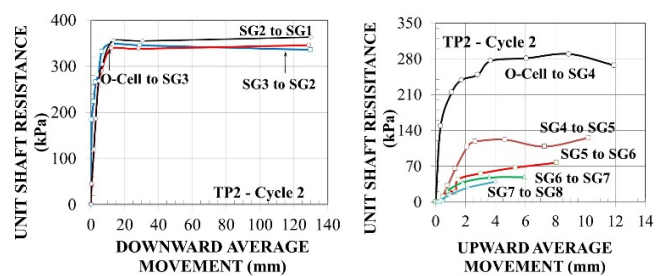 UNIT SHAFT RESISTANCE
(kPa)
400
300
200
100
0
SG2 to SG1
O-Cell to SG3
SG3 to SG2
TP2 - Cycle 2
0 20 40 60 80 100 120 140
DOWNWARD AVERAGE
MOVEMENT (mm)
UNIT SHAFT RESISTANCE
(kPa)
350
280
210
140
70
0
TP2 - Cycle 2
O-Cell to SG4
SG4 to SG5
SG5 to SG6
SG6 to SG7
SG7 to SG8
0 2 4 6 8 10 12 14
UPWARD AVERAGE
MOVEMENT (mm)